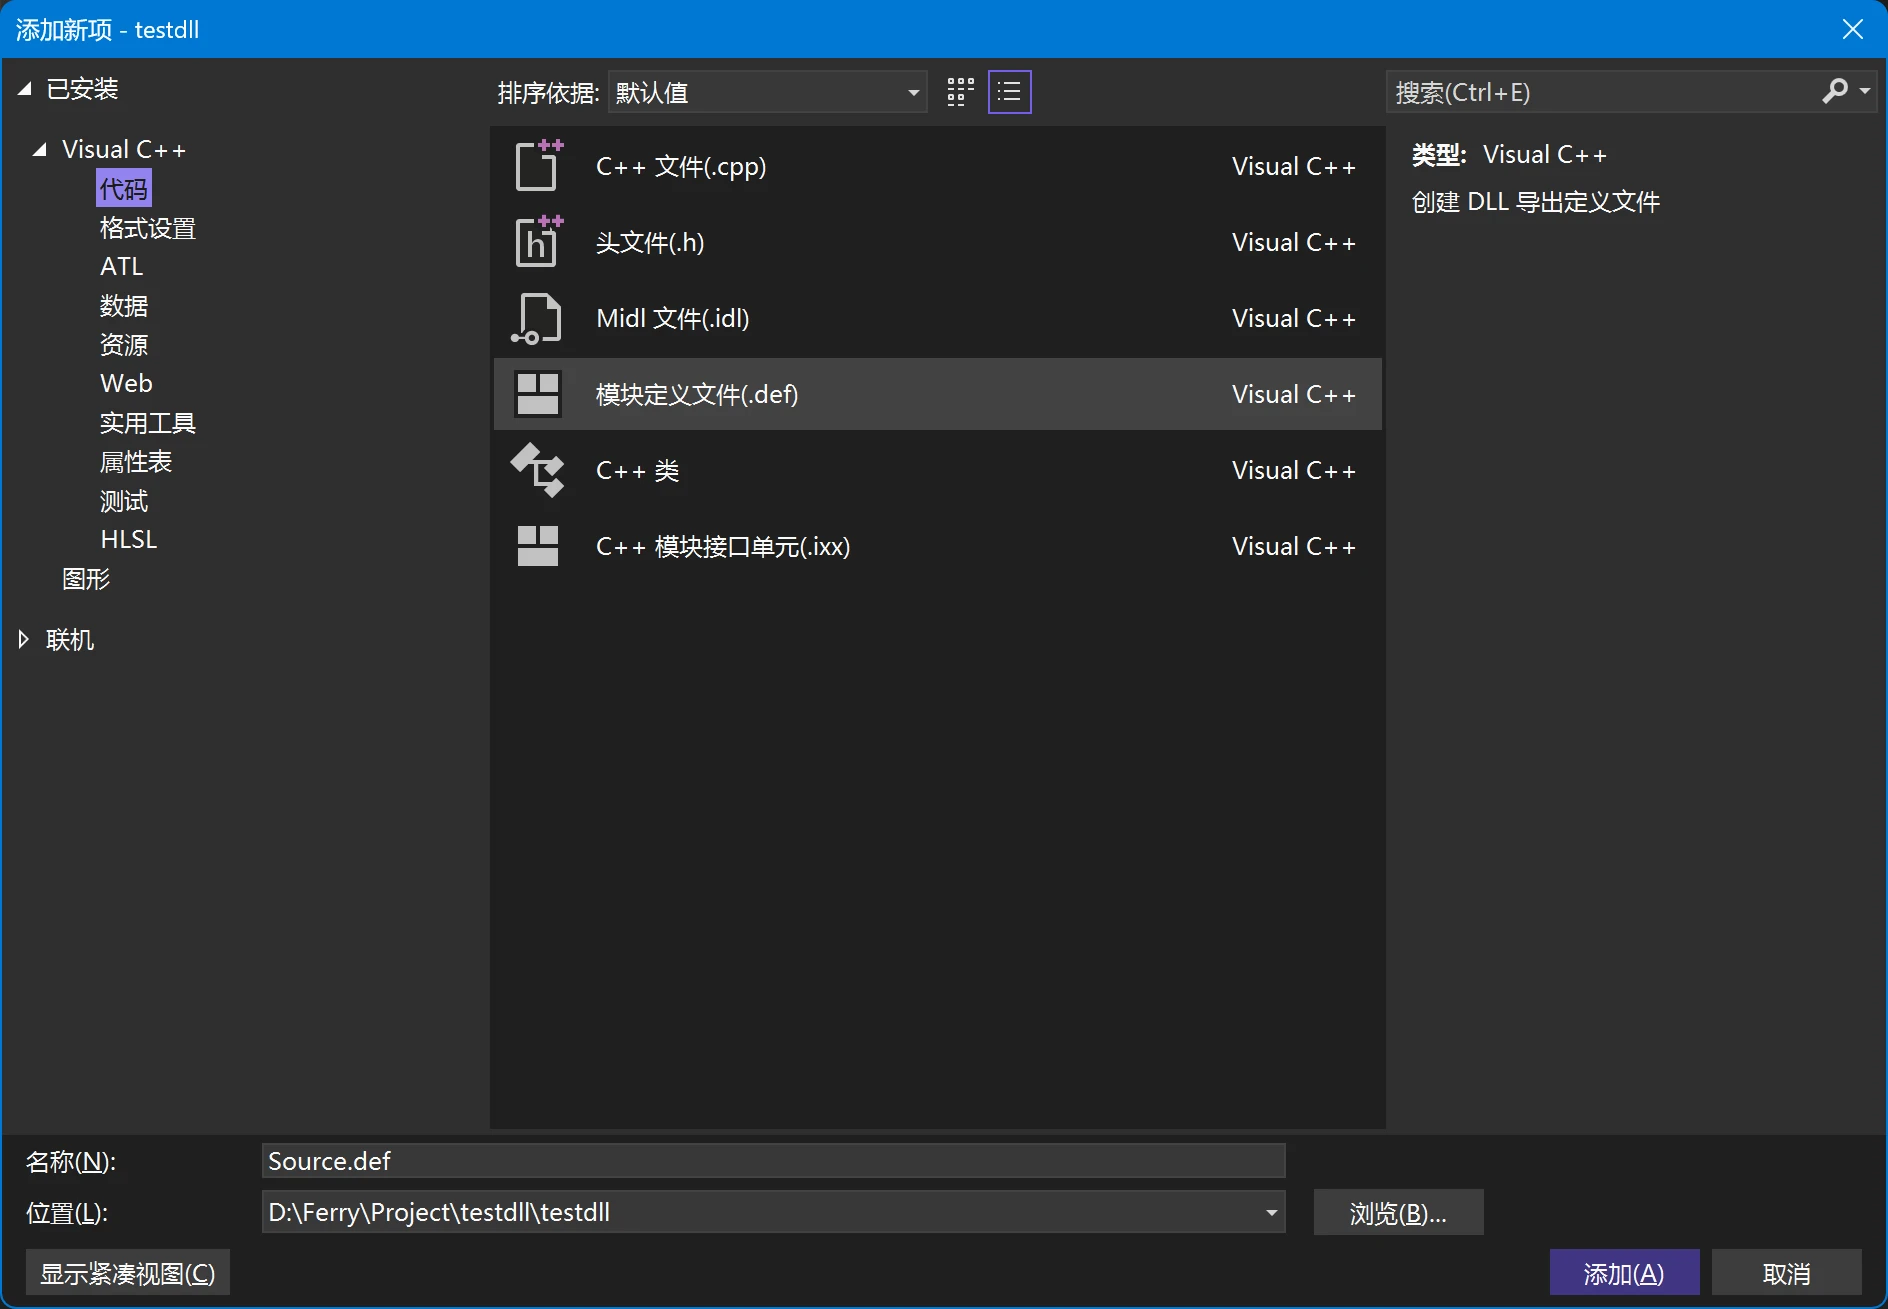 添加新项 - testdll
已安装
Visual C++
代码
格式设置
ATL
数据
资源
Web
实用工具
属性表
测试
HLSL
图形
联机
排序依据: 默认值
C++ 文件(.cpp) Visual C++
头文件(.h) Visual C++
Midl 文件(.idl) Visual C++
模块定义文件(.def) Visual C++
C++ 类 Visual C++
C++ 模块接口单元(.ixx) Visual C++
搜索(Ctrl+E)
类型: Visual C++
创建 DLL 导出定义文件
名称(N): Source.def
位置(L): D:\Ferry\Project\testdll\testdll 浏览(B)...
显示紧凑视图(C) 添加(A) 取消